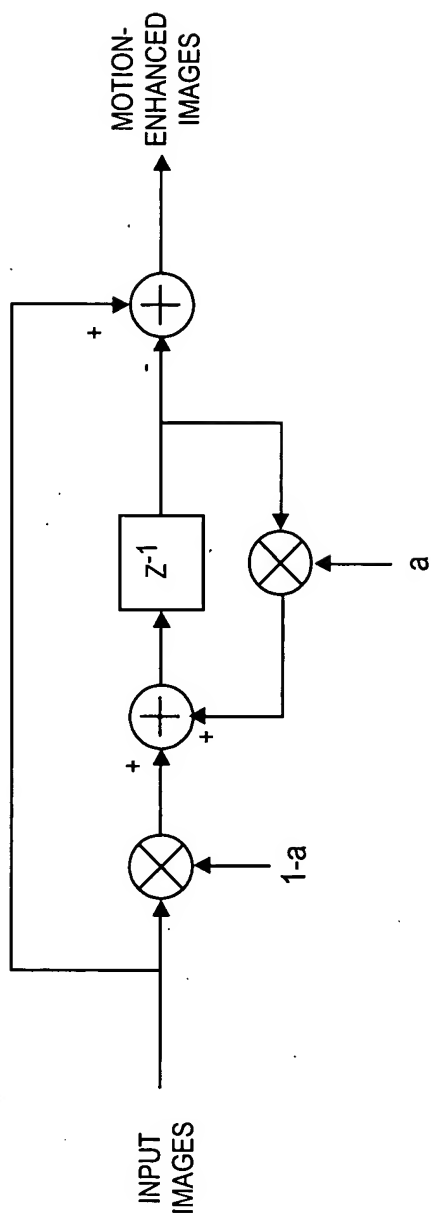 INPUT
IMAGES
1-a
+
+
z-1
a
+
-
MOTION-
ENHANCED
IMAGES